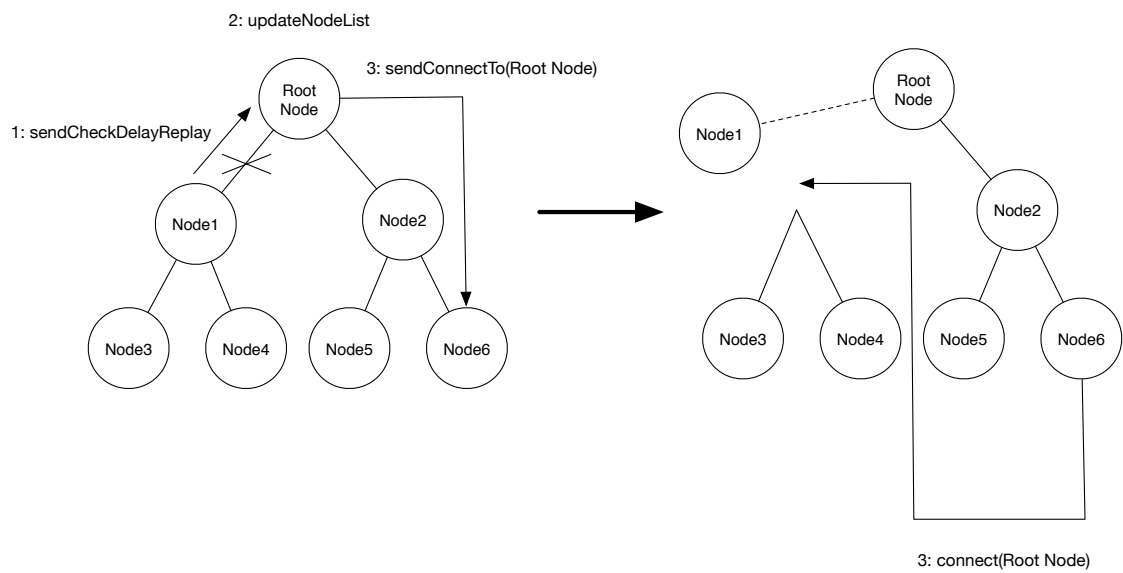 2: updateNodeList
3: sendConnectTo(Root Node)
Root
Node
1: sendCheckDelayReplay
Node1
Node2
Node3
Node4
Node5
Node6
Root
Node
Node1
Node2
Node3
Node4
Node5
Node6
3: connect(Root Node)